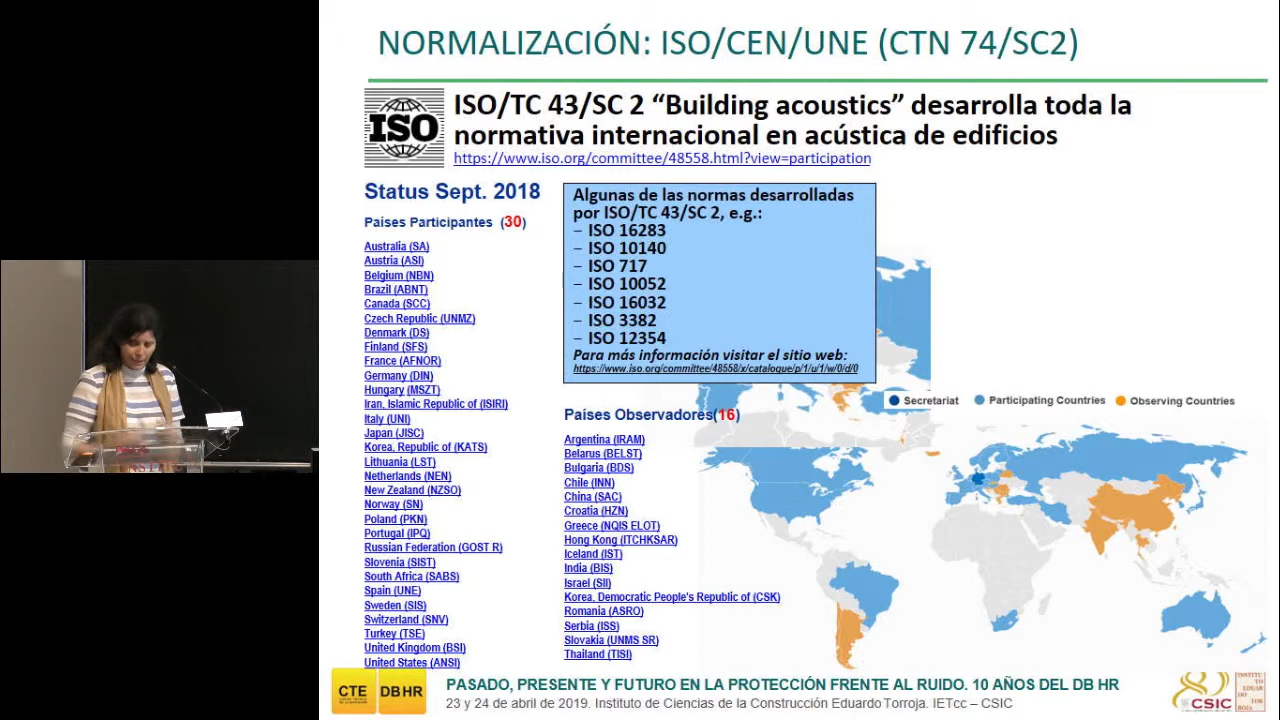 NORMALIZACIÓN: ISO/CEN/UNE (CTN 74/SC2)
ISO
ISO/TC 43/SC 2 “Building acoustics” desarrolla toda la
normativa internacional en acústica de edificios
https://www.iso.org/committee/48558.html?view=participation
Status Sept. 2018
Países Participantes (30)
Australia (SA)
Austria (ASI)
Belgium (NBN)
Brazil (ABNT)
Canada (SCC)
Czech Republic (UNMZ)
Denmark (DS)
Finland (SFS)
France (AFNOR)
Germany (DIN)
Hungary (MSZT)
Iran, Islamic Republic of (ISIRI)
Italy (UNI)
Japan (JISC)
Korea, Republic of (KATS)
Lithuania (LST)
Netherlands (NEN)
New Zealand (NZSO)
Norway (SN)
Poland (PKN)
Portugal (IPQ)
Russian Federation (GOST R)
Slovenia (SIST)
South Africa (SABS)
Spain (UNE)
Sweden (SIS)
Switzerland (SNV)
Turkey (TSE)
United Kingdom (BSI)
United States (ANSI)
Algunas de las normas desarrolladas
por ISO/TC 43/SC 2, e.g.:
– ISO 16283
– ISO 10140
– ISO 717
– ISO 10052
– ISO 16032
– ISO 3382
– ISO 12354
Para más información visitar el sitio web:
https://www.iso.org/committee/48558/x/catalogue/p/1/u/1/w/0/d/0
Países Observadores(16)
Argentina (IRAM)
Belarus (BELST)
Bulgaria (BDS)
Chile (INN)
China (SAC)
Croatia (HZN)
Greece (NQIS ELOT)
Hong Kong (ITCHKSAR)
Iceland (IST)
India (BIS)
Israel (SII)
Korea, Democratic People's Republic of (CSK)
Romania (ASRO)
Serbia (ISS)
Slovakia (UNMS SR)
Thailand (TISI)
Secretariat
Participating Countries
Observing Countries
CTE
DB HR
PASADO, PRESENTE Y FUTURO EN LA PROTECCIÓN FRENTE AL RUIDO. 10 AÑOS DEL DB HR
23 y 24 de abril de 2019. Instituto de Ciencias de la Construcción Eduardo Torroja. IETcc – CSIC
CSIC